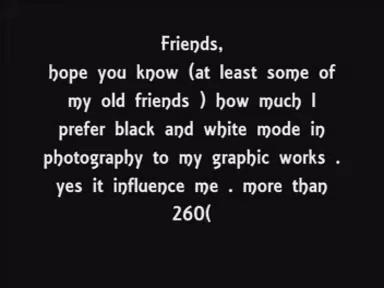 Friends,
hope you know (at least some of
my old friends ) how much I
prefer black and white mode in
photography to my graphic works .
yes it influence me . more than
260(